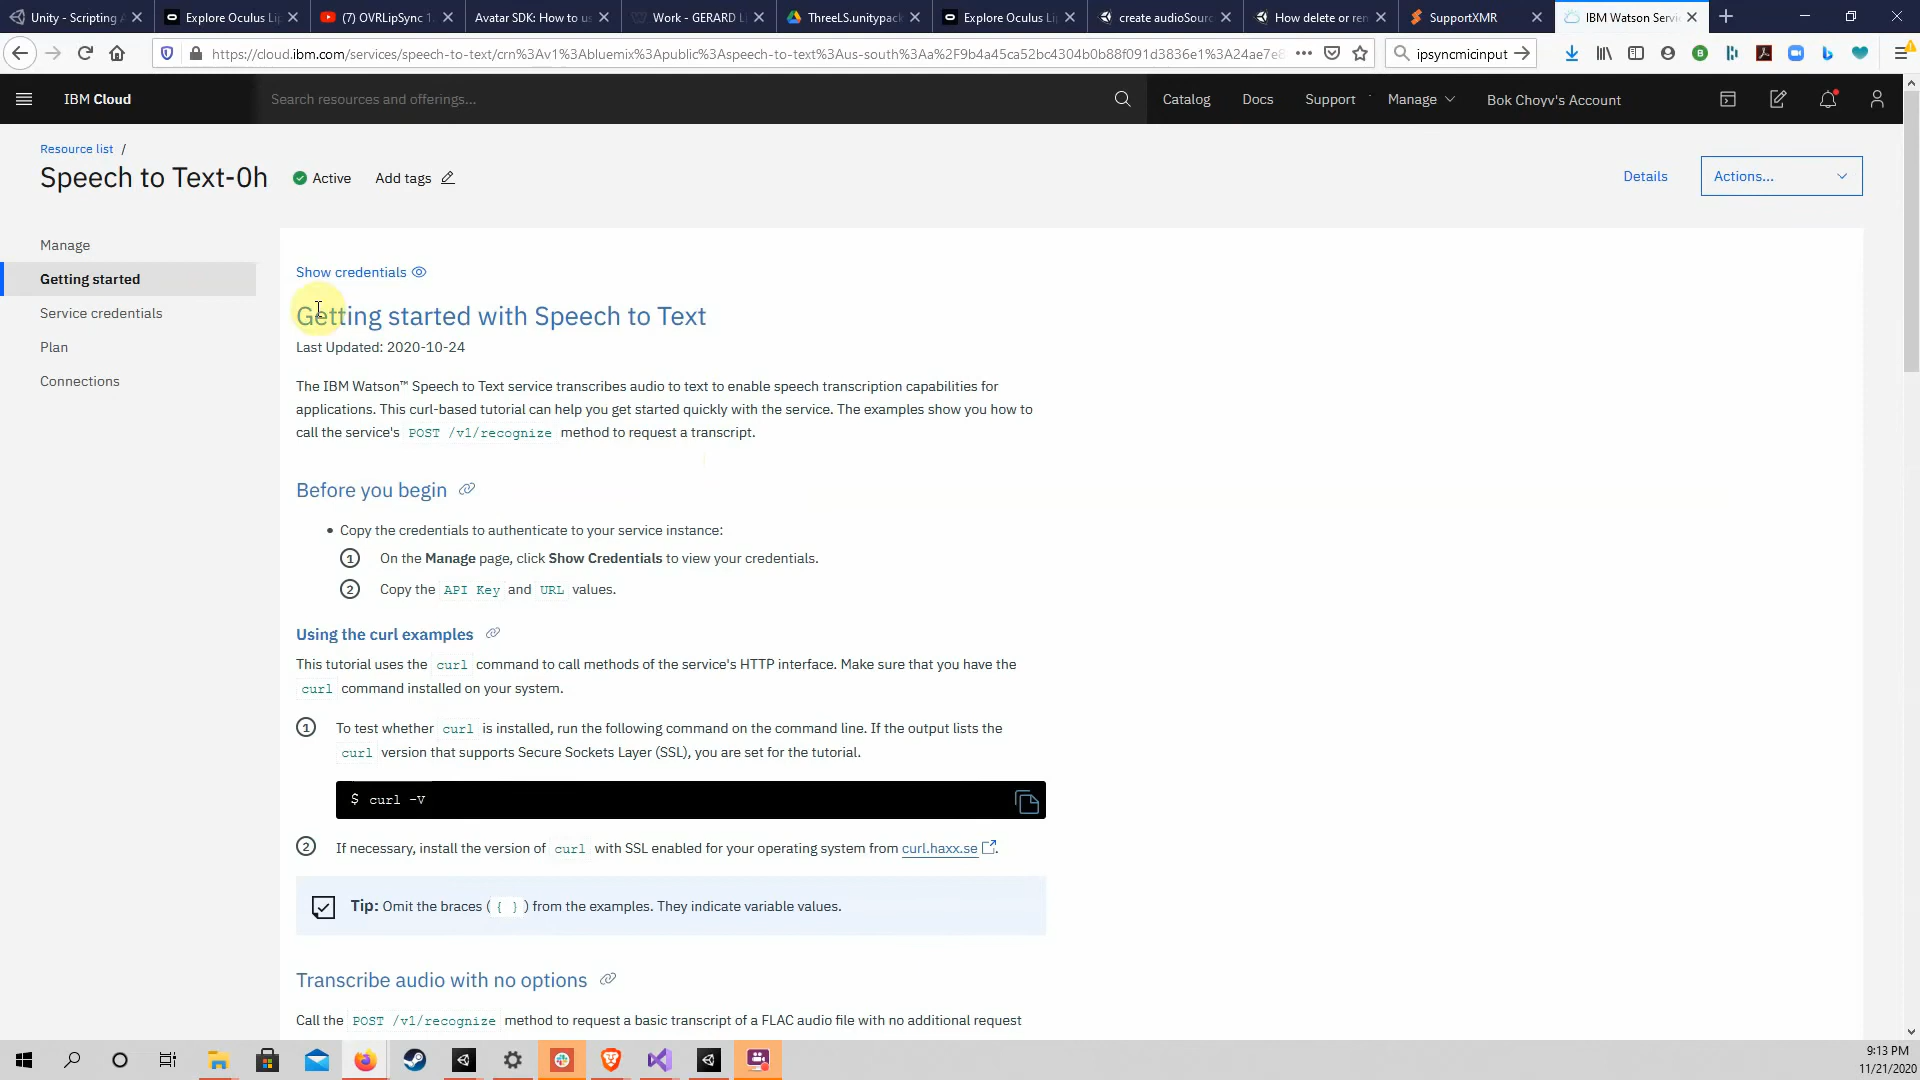 Unity - Scripting A
Explore Oculus Lip
(7) OVRLipSync 1.
Avatar SDK: How to us
Work - GERARD L
ThreeLS.unitypack
Explore Oculus Lip
create audioSourc
How delete or ren
SupportXMR
IBM Watson Servi
https://cloud.ibm.com/services/speech-to-text/crn%3Av1%3Abluemix%3Apublic%3Aspeech-to-text%3Aus-south%3Aa%2F9b4a45ca52bc4304b0b88f091d3836e1%3A24ae7e8
ipsyncmicinput
IBM Cloud
Search resources and offerings...
Catalog
Docs
Support
Manage
Bok Choyv's Account
Resource list /
Speech to Text-0h
Active
Add tags
Details
Actions...
Manage
Getting started
Service credentials
Plan
Connections
Show credentials
Getting started with Speech to Text
Last Updated: 2020-10-24
The IBM Watson™ Speech to Text service transcribes audio to text to enable speech transcription capabilities for
applications. This curl-based tutorial can help you get started quickly with the service. The examples show you how to
call the service's POST /v1/recognize method to request a transcript.
Before you begin
• Copy the credentials to authenticate to your service instance:
1 On the Manage page, click Show Credentials to view your credentials.
2 Copy the API Key and URL values.
Using the curl examples
This tutorial uses the curl command to call methods of the service's HTTP interface. Make sure that you have the
curl command installed on your system.
1 To test whether curl is installed, run the following command on the command line. If the output lists the
curl version that supports Secure Sockets Layer (SSL), you are set for the tutorial.
$ curl -V
2 If necessary, install the version of curl with SSL enabled for your operating system from curl.haxx.se.
Tip: Omit the braces ( { } ) from the examples. They indicate variable values.
Transcribe audio with no options
Call the POST /v1/recognize method to request a basic transcript of a FLAC audio file with no additional request
9:13 PM
11/21/2020